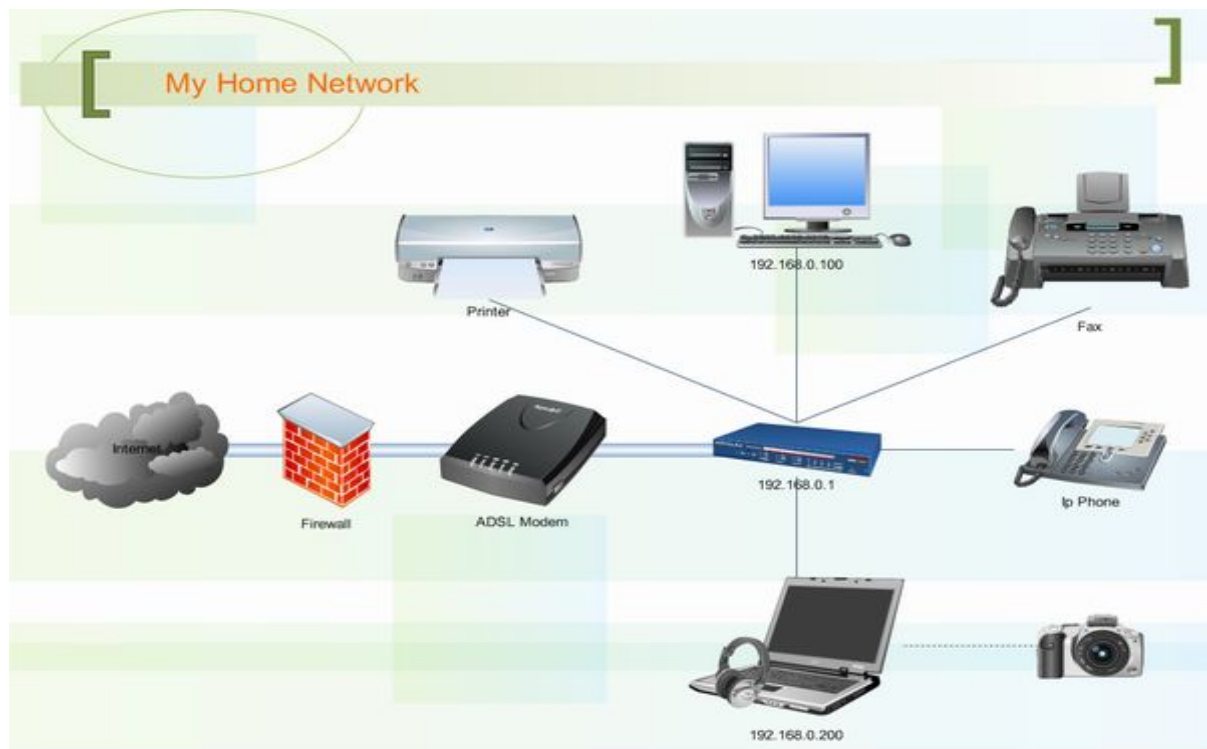 My Home Network
192.168.0.100
Printer
Fax
Internet
192.168.0.1
Ip Phone
Firewall
ADSL Modem
192.168.0.200